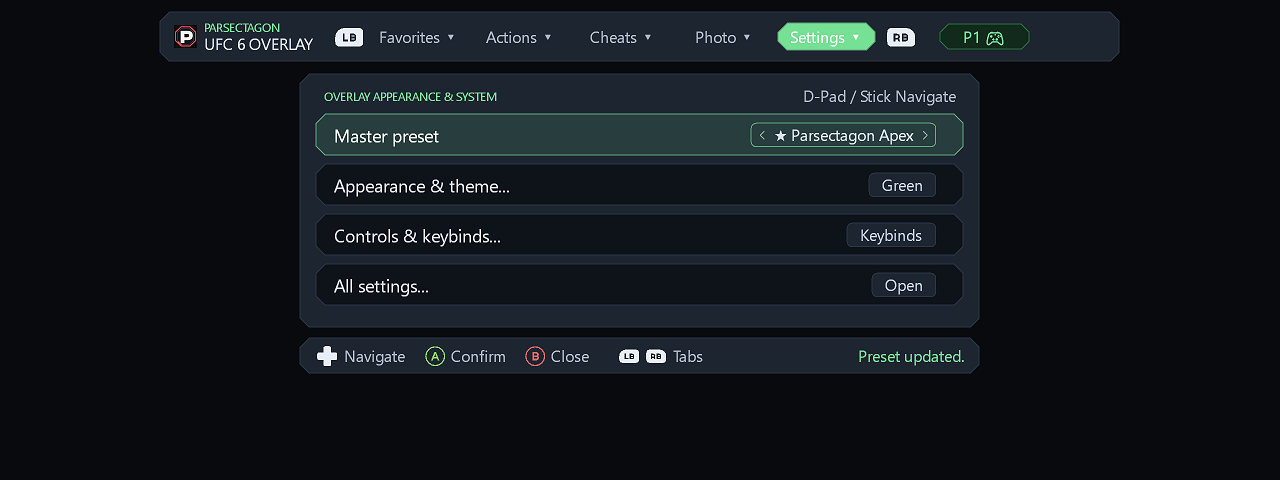 PARSECTAGON
UFC 6 OVERLAY
LB Favorites ▼ Actions ▼ Cheats ▼ Photo ▼ Settings ▼ RB P1
OVERLAY APPEARANCE & SYSTEM D-Pad / Stick Navigate
Master preset ★ Parsectagon Apex
Appearance & theme... Green
Controls & keybinds... Keybinds
All settings... Open
Navigate A Confirm B Close LB RB Tabs Preset updated.